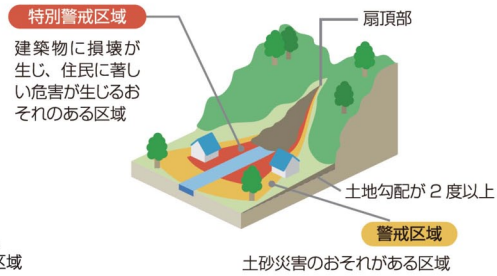 特別警戒区域
建築物に損壊が
生じ、住民に著し
い危害が生じるお
それのある区域
扇頂部
土地勾配が 2 度以上
警戒区域
土砂災害のおそれがある区域
区域